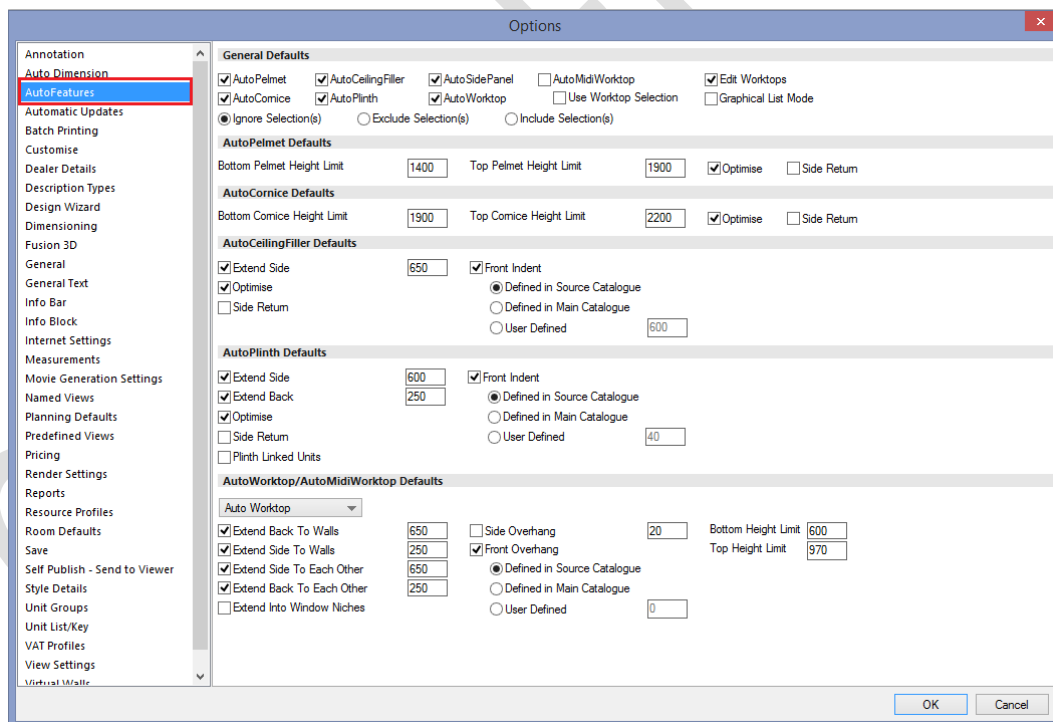 Options
Annotation
Auto Dimension
AutoFeatures
Automatic Updates
Batch Printing
Customise
Dealer Details
Description Types
Design Wizard
Dimensioning
Fusion 3D
General
General Text
Info Bar
Info Block
Internet Settings
Measurements
Movie Generation Settings
Named Views
Planning Defaults
Predefined Views
Pricing
Render Settings
Reports
Resource Profiles
Room Defaults
Save
Self Publish - Send to Viewer
Style Details
Unit Groups
Unit List/Key
VAT Profiles
View Settings
Virtual Walls
General Defaults
AutoPelmet AutoCeilingFiller AutoSidePanel AutoMidiWorktop Edit Worktops
AutoCornice AutoPlinth AutoWorktop Use Worktop Selection Graphical List Mode
Ignore Selection(s) Exclude Selection(s) Include Selection(s)
AutoPelmet Defaults
Bottom Pelmet Height Limit 1400 Top Pelmet Height Limit 1900 Optimise Side Return
AutoCornice Defaults
Bottom Cornice Height Limit 1900 Top Cornice Height Limit 2200 Optimise Side Return
AutoCeilingFiller Defaults
Extend Side 650 Front Indent
Optimise Defined in Source Catalogue
Side Return Defined in Main Catalogue
User Defined 600
AutoPlinth Defaults
Extend Side 600 Front Indent
Extend Back 250 Defined in Source Catalogue
Optimise Defined in Main Catalogue
Side Return User Defined 40
Plinth Linked Units
AutoWorktop/AutoMidiWorktop Defaults
Auto Worktop
Extend Back To Walls 650 Side Overhang 20 Bottom Height Limit 600
Extend Side To Walls 250 Front Overhang Top Height Limit 970
Extend Side To Each Other 650 Defined in Source Catalogue
Extend Back To Each Other 250 Defined in Main Catalogue
Extend Into Window Niches User Defined 0
OK Cancel